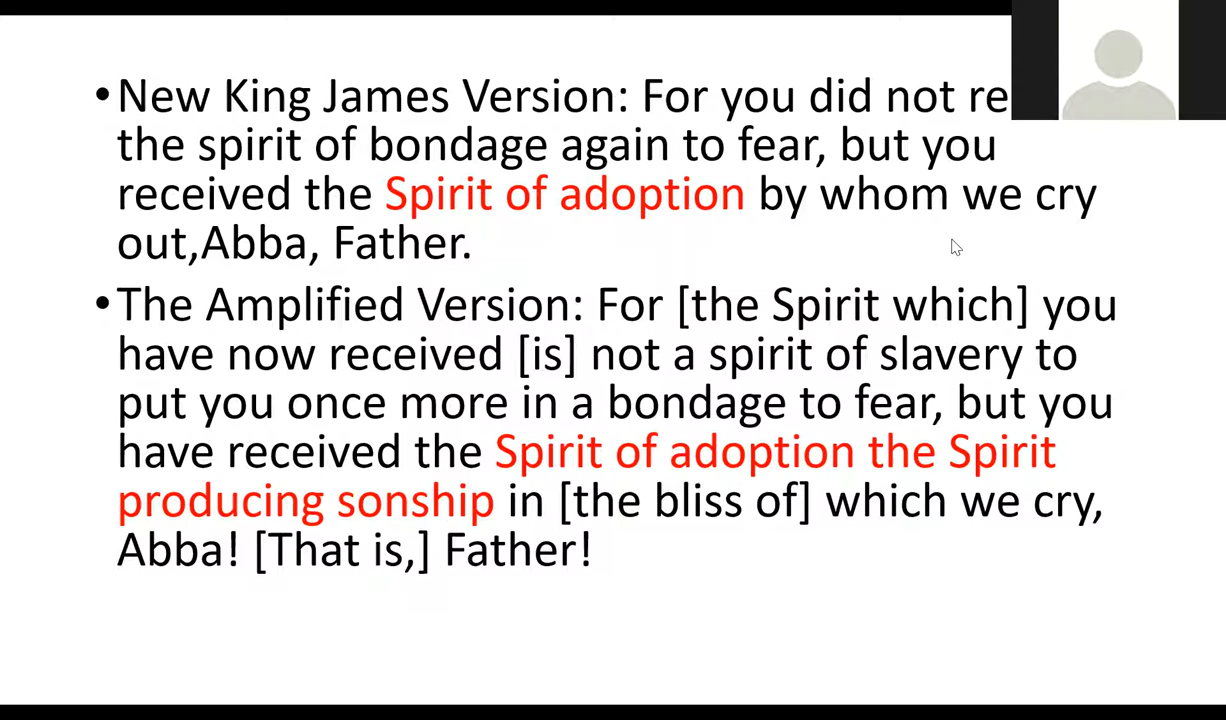 • New King James Version: For you did not re
the spirit of bondage again to fear, but you
received the Spirit of adoption by whom we cry
out,Abba, Father.
• The Amplified Version: For [the Spirit which] you
have now received [is] not a spirit of slavery to
put you once more in a bondage to fear, but you
have received the Spirit of adoption the Spirit
producing sonship in [the bliss of] which we cry,
Abba! [That is,] Father!